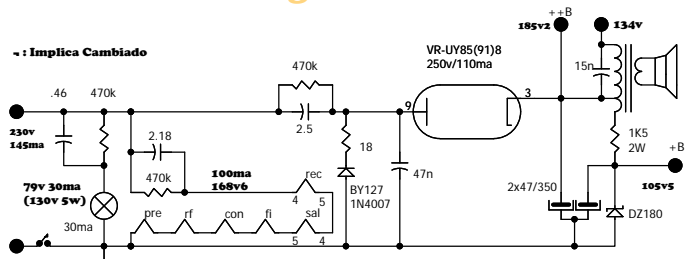 ++B
185v2
134v
¬ : Implica Cambiado
VR-UY85(91)8
250v/110ma
15n
470k
.46
470k
9
3
2.5
230v
145ma
2.18
18
1K5
2W
47n
+B
105v5
100ma
168v6
rec
470k
4
5
BY127
1N4007
2x47/350
79v 30ma
(130v 5w)
DZ180
30ma
pre
rf
con
fi
sal
5
4